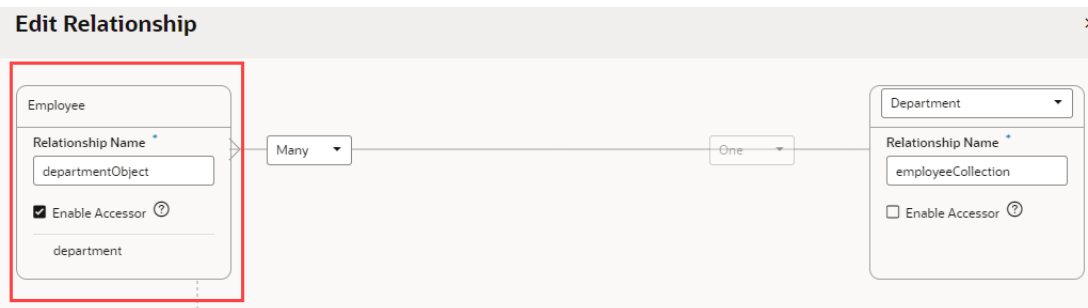 Edit Relationship
Employee
Relationship Name *
departmentObject
Enable Accessor ?
department
Many
One
Department
Relationship Name *
employeeCollection
Enable Accessor ?